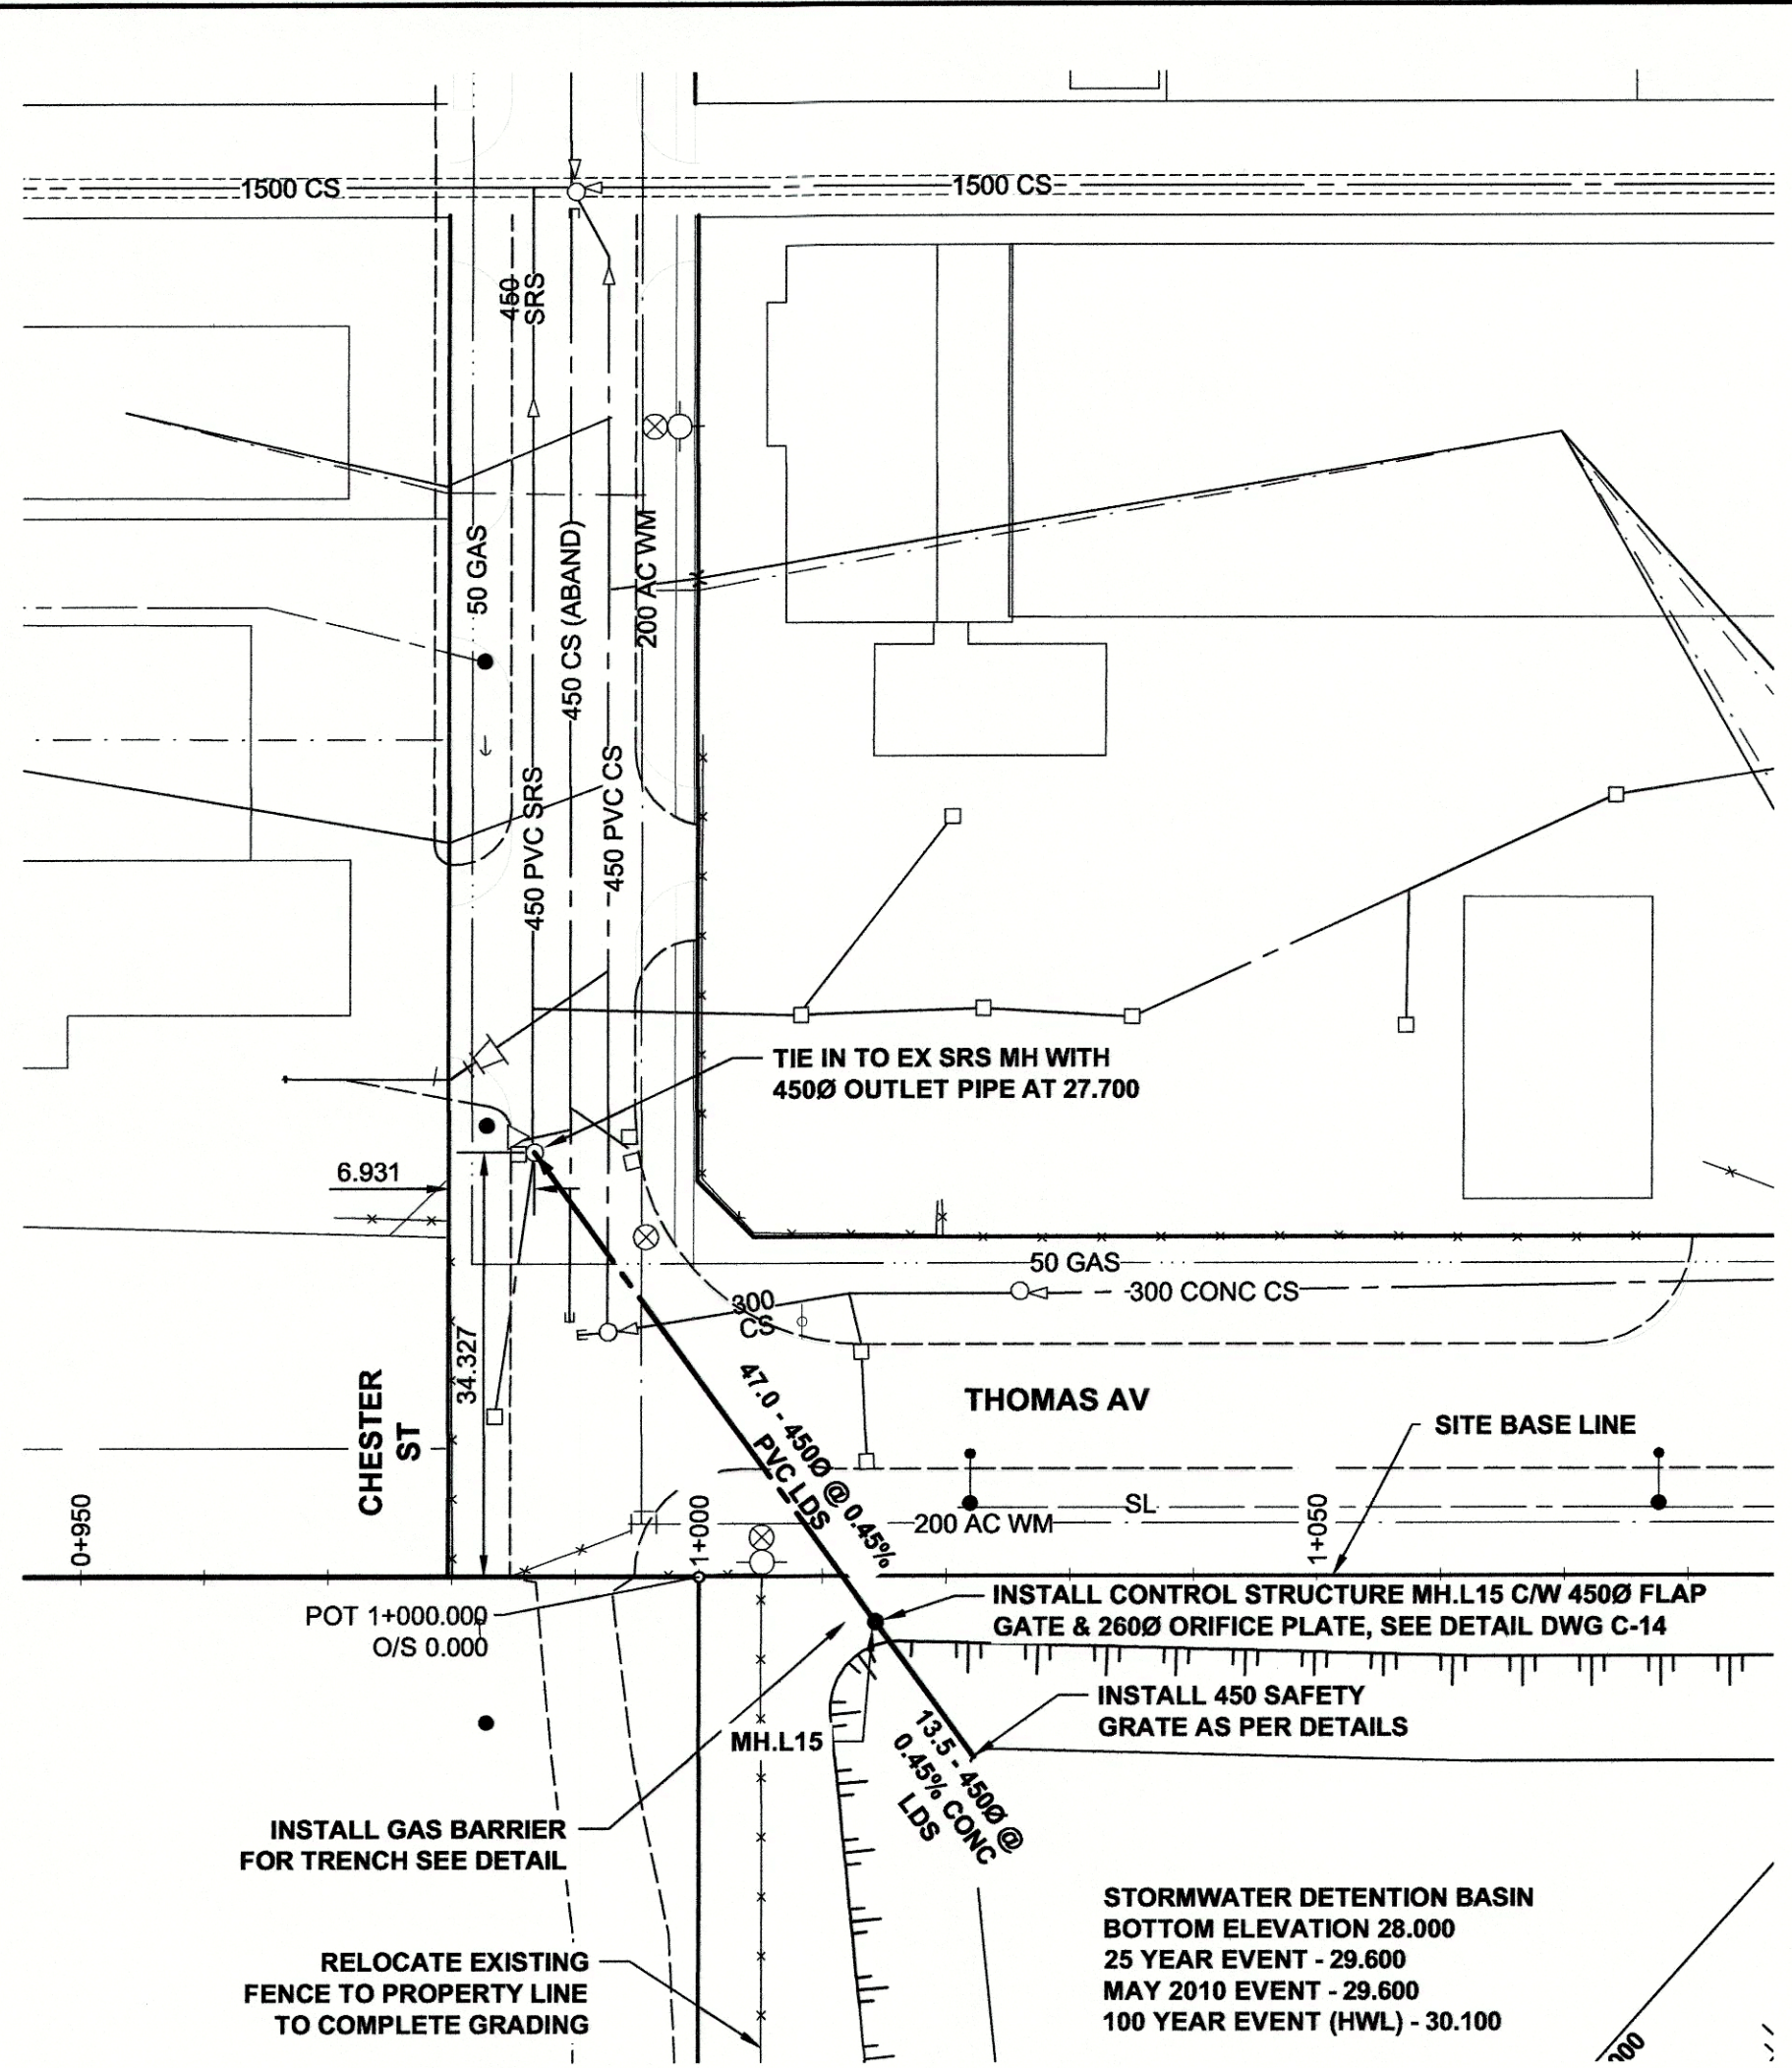 1500 CS
1500 CS
450
SRS
50 GAS
450 CS (ABAND)
200 AC WM
450 PVC SRS
450 PVC CS
TIE IN TO EX SRS MH WITH
450Ø OUTLET PIPE AT 27.700
6.931
34.327
50 GAS
300 CONC CS
300
CS
CHESTER
ST
THOMAS AV
SITE BASE LINE
47.0 - 450Ø @ 0.45%
PVC LDS
SL
200 AC WM
0+950
1+000
1+050
POT 1+000.000
O/S 0.000
INSTALL CONTROL STRUCTURE MH.L15 C/W 450Ø FLAP
GATE & 260Ø ORIFICE PLATE, SEE DETAIL DWG C-14
INSTALL 450 SAFETY
GRATE AS PER DETAILS
MH.L15
13.5 - 450Ø @
0.45% CONC
LDS
INSTALL GAS BARRIER
FOR TRENCH SEE DETAIL
RELOCATE EXISTING
FENCE TO PROPERTY LINE
TO COMPLETE GRADING
STORMWATER DETENTION BASIN
BOTTOM ELEVATION 28.000
25 YEAR EVENT - 29.600
MAY 2010 EVENT - 29.600
100 YEAR EVENT (HWL) - 30.100